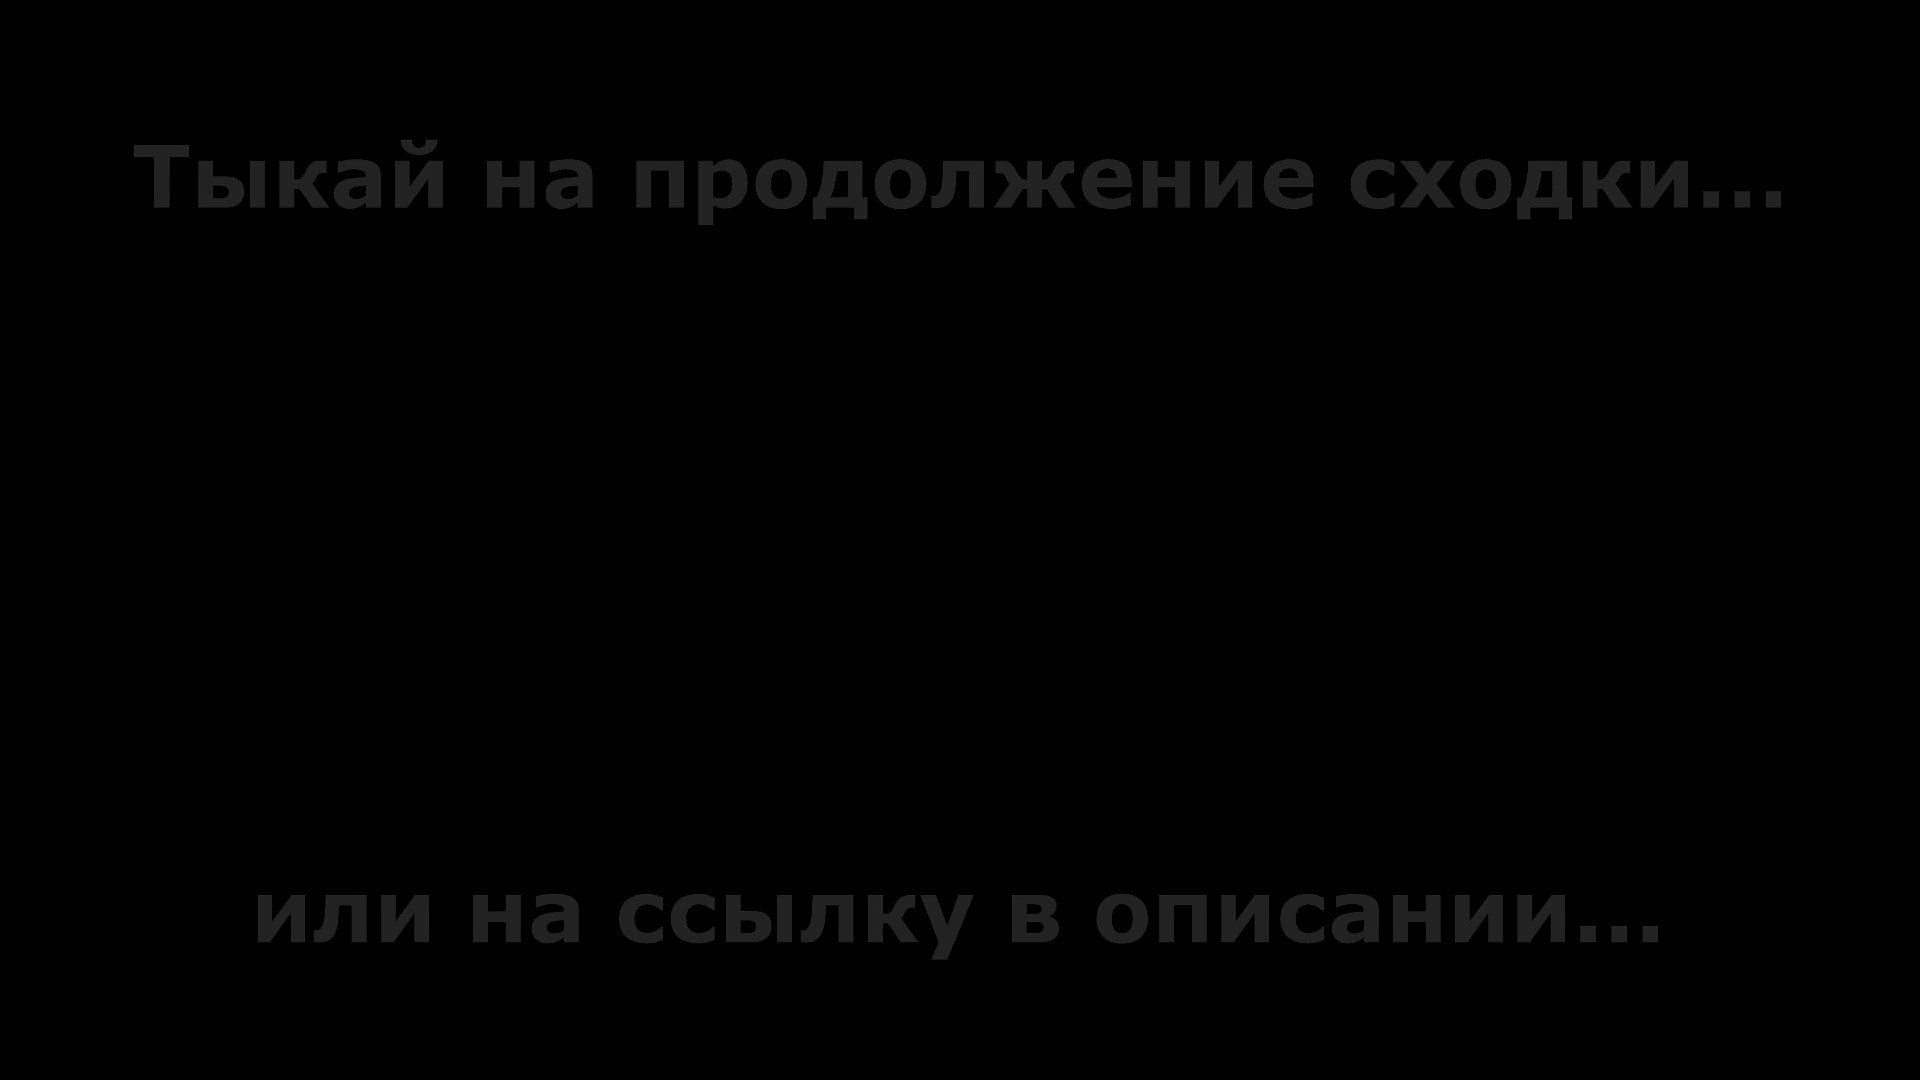 Тыкай на продолжение сходки...
или на ссылку в описании...